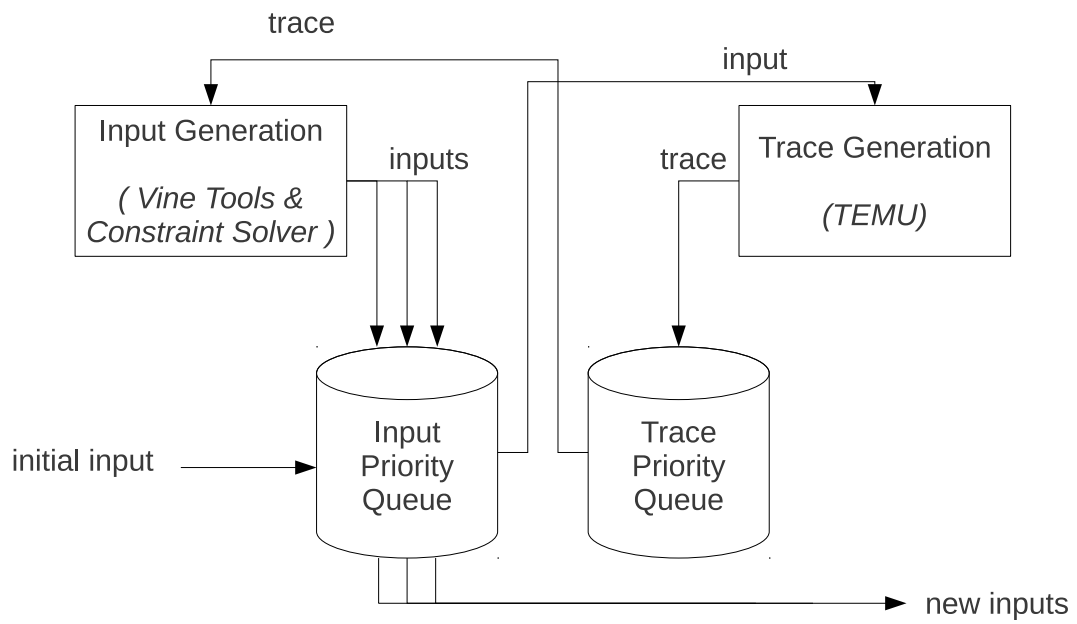 trace
input
Input Generation
( Vine Tools &
Constraint Solver )
inputs
trace
Trace Generation
(TEMU)
Input
Priority
Queue
Trace
Priority
Queue
initial input
new inputs